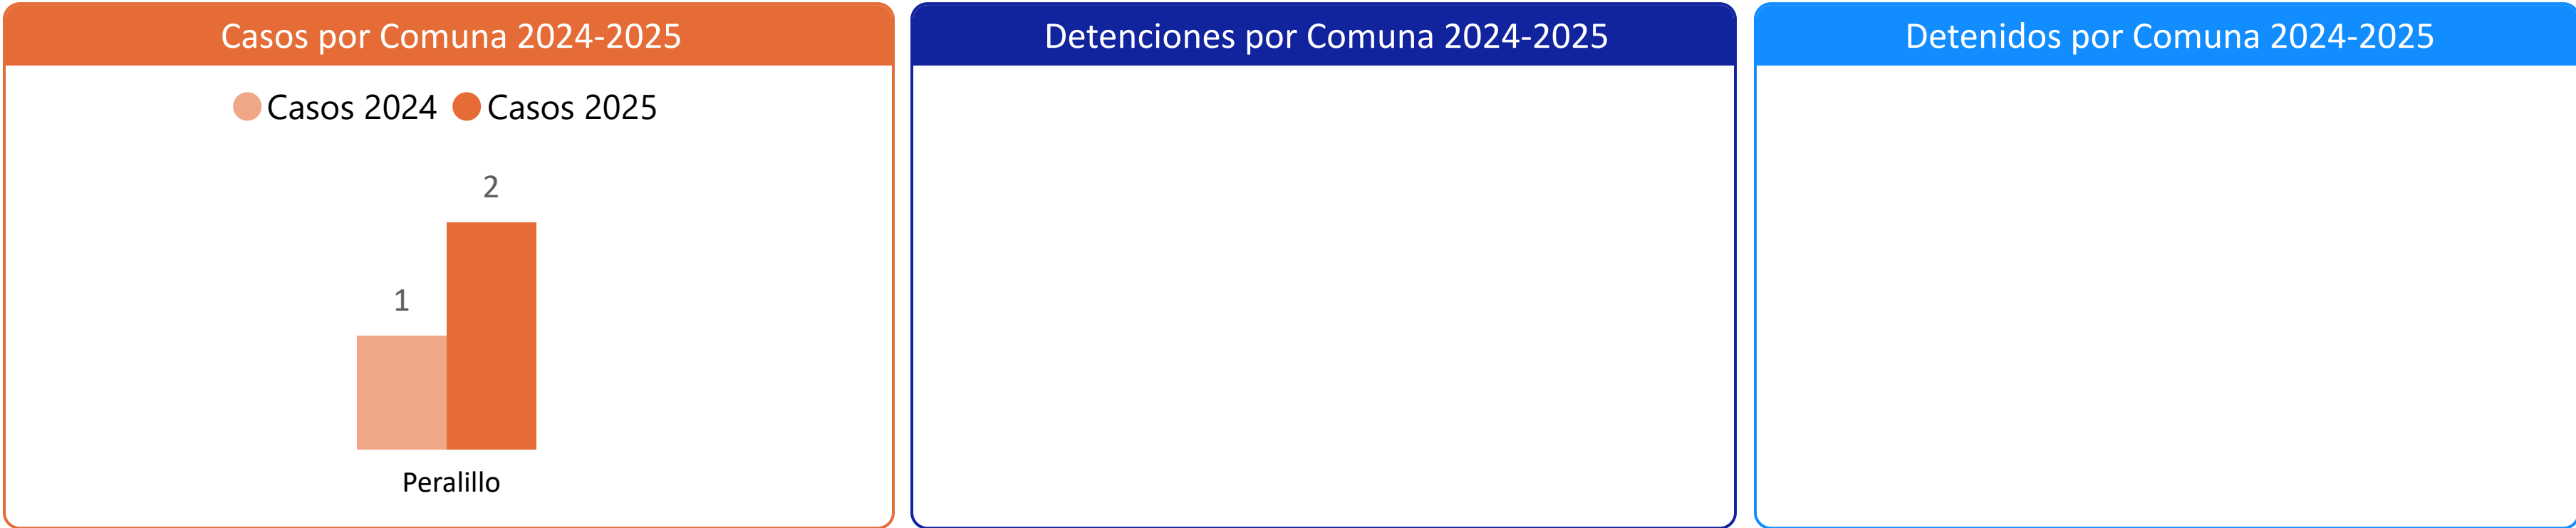 Casos por Comuna 2024-2025
Casos 2024 Casos 2025
2
1
Peralillo
Detenciones por Comuna 2024-2025
Detenidos por Comuna 2024-2025